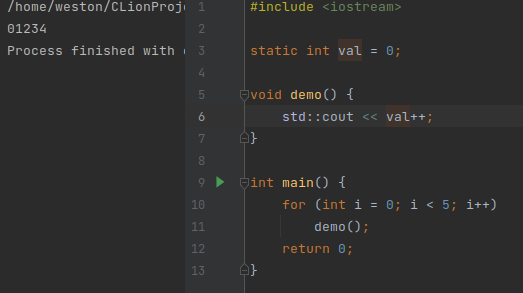 /home/weston/CLionProje
01234
Process finished with
1 #include <iostream>
2
3 static int val = 0;
4
5 void demo() {
6 std::cout << val++;
7 }
8
9 int main() {
10 for (int i = 0; i < 5; i++)
11 demo();
12 return 0;
13 }